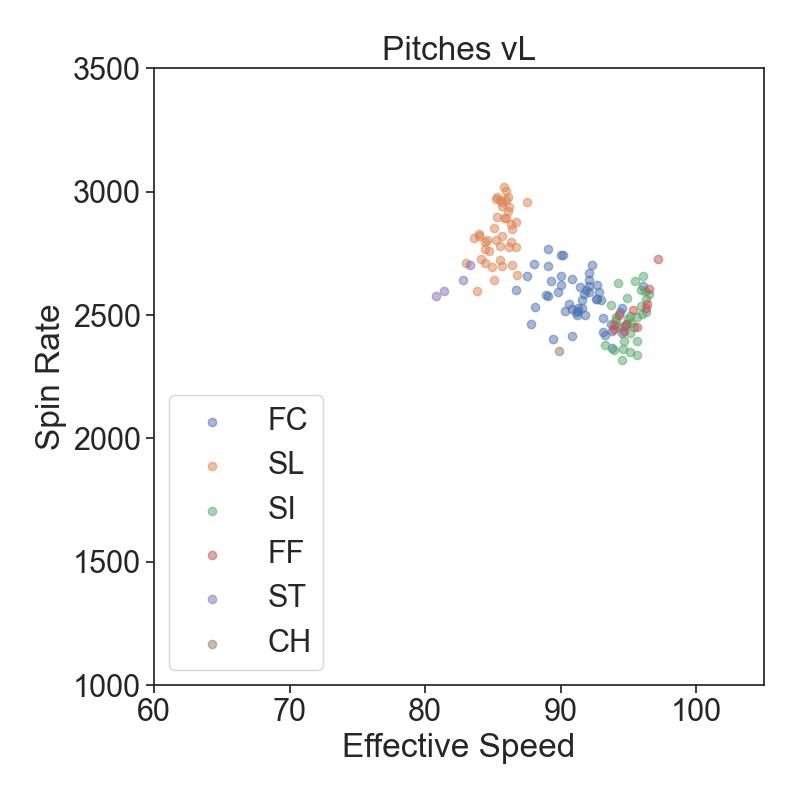 Pitches vL
3500
3000
2500
2000
1500
1000
Spin Rate
FC
SL
SI
FF
ST
CH
60 70 80 90 100
Effective Speed